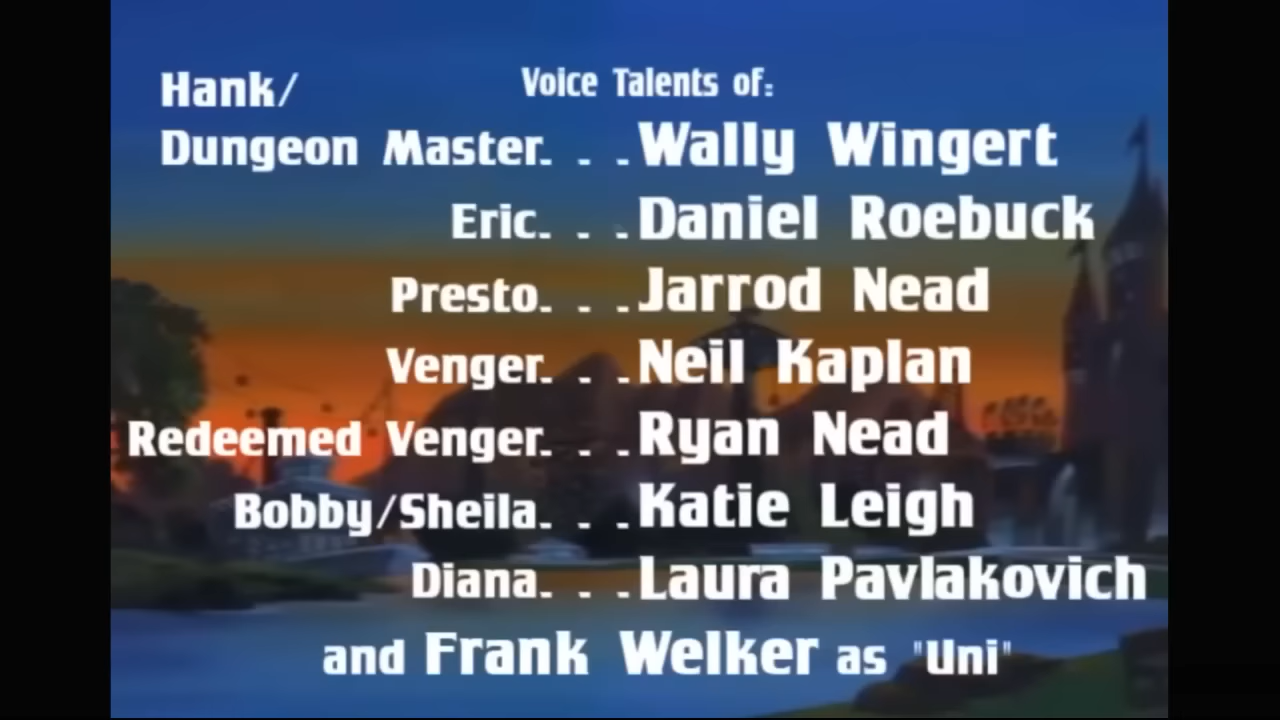 Voice Talents of:
Hank/
Dungeon Master. . .Wally Wingert
Eric. . .Daniel Roebuck
Presto. . .Jarrod Nead
Venger. . .Neil Kaplan
Redeemed Venger. . .Ryan Nead
Bobby/Sheila. . .Katie Leigh
Diana. . .Laura Pavlakovich
and Frank Welker as "Uni"